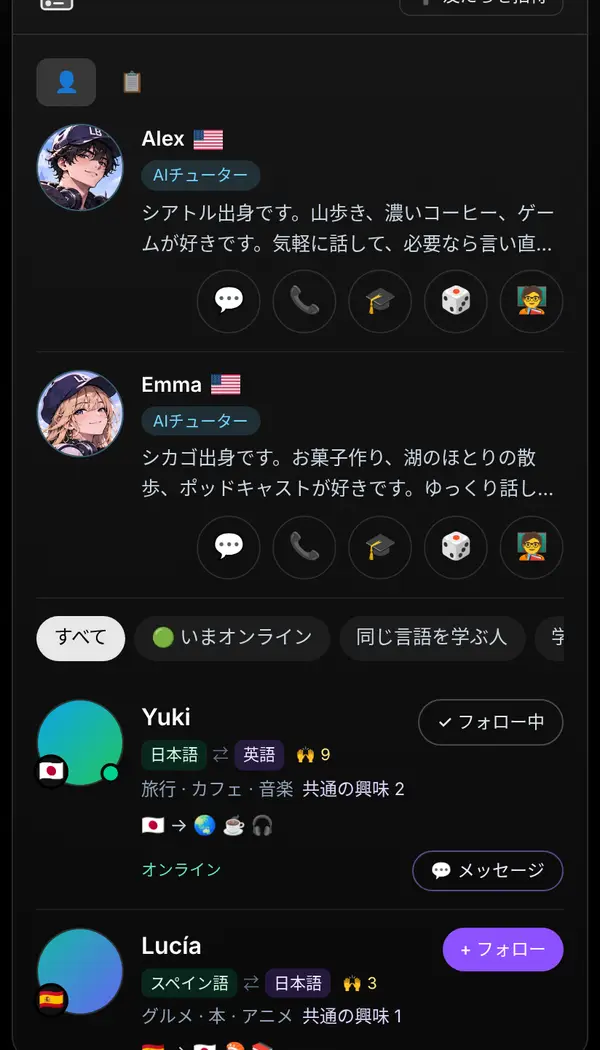 Alex
AIチューター
シアトル出身です。山歩き、濃いコーヒー、ゲー
ムが好きです。気軽に話して、必要なら言い直...
Emma
AIチューター
シカゴ出身です。お菓子作り、湖のほとりの散
歩、ポッドキャストが好きです。ゆっくり話し...
すべて
いまオンライン
同じ言語を学ぶ人
学
Yuki
✓ フォロー中
日本語 ⇄ 英語 🙌 9
旅行 · カフェ · 音楽 共通の興味 2
オンライン
メッセージ
Lucía
+ フォロー
スペイン語 ⇄ 日本語 🙌 3
グルメ · 本 · アニメ 共通の興味 1